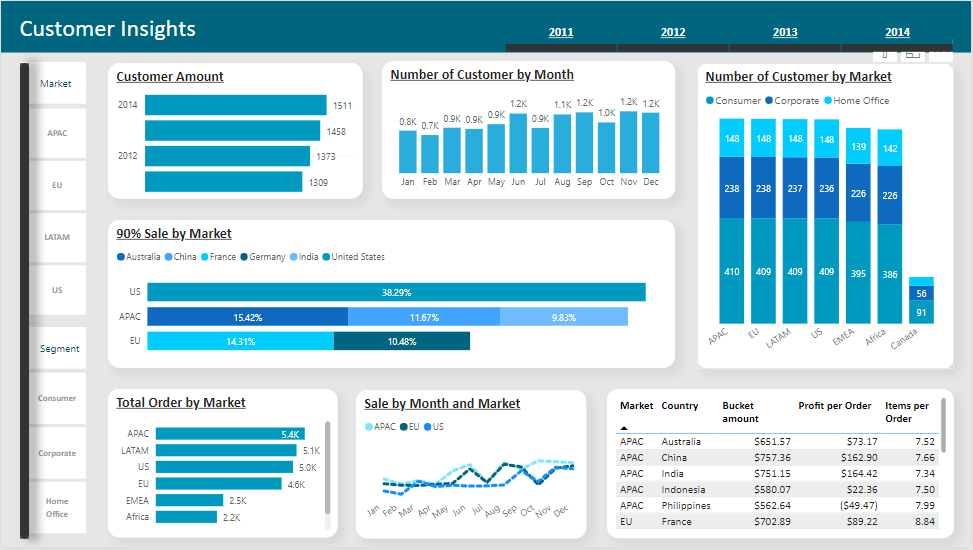 Customer Insights
2011 2012 2013 2014
Market
APAC
EU
LATAM
US
Segment
Consumer
Corporate
Home
Office
Customer Amount
2014 1511
1458
2012 1373
1309
Number of Customer by Month
0.8K 0.7K 0.9K 0.9K 0.9K 1.2K 0.9K 1.1K 1.2K 1.0K 1.2K 1.2K
Jan Feb Mar Apr May Jun Jul Aug Sep Oct Nov Dec
Number of Customer by Market
Consumer Corporate Home Office
148 148 148 148 139 142
238 238 237 236 226 226 56
410 409 409 409 395 386 91
APAC EU LATAM US EMEA Africa Canada
90% Sale by Market
Australia China France Germany India United States
US 38.29%
APAC 15.42% 11.67% 9.83%
EU 14.31% 10.48%
Total Order by Market
APAC 5.4K
LATAM 5.1K
US 5.0K
EU 4.6K
EMEA 2.5K
Africa 2.2K
Sale by Month and Market
APAC EU US
Jan Feb Mar Apr May Jun Jul Aug Sep Oct Nov Dec
Market Country Bucket Profit per Order Items per
amount Order
APAC Australia $651.57 $73.17 7.52
APAC China $757.36 $162.90 7.66
APAC India $751.15 $164.42 7.34
APAC Indonesia $580.07 $22.36 7.50
APAC Philippines $562.64 ($49.47) 7.99
EU France $702.89 $89.22 8.84